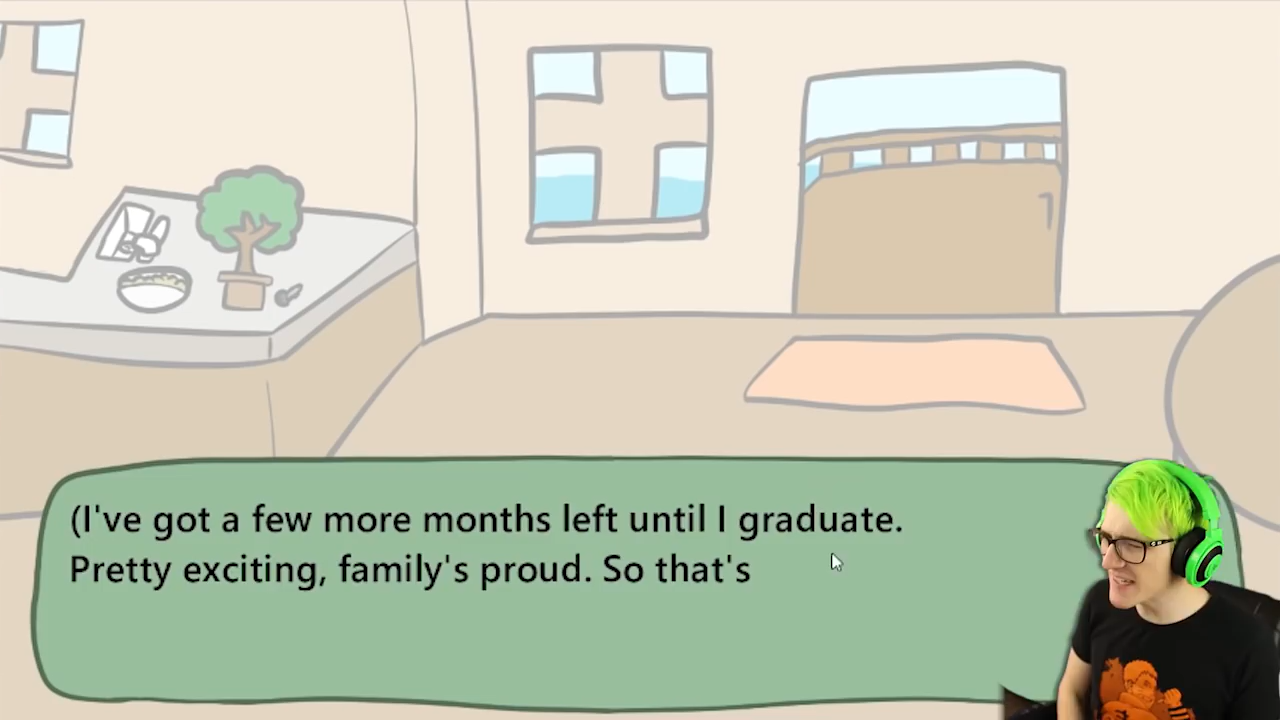 (I've got a few more months left until I graduate.
Pretty exciting, family's proud. So that's